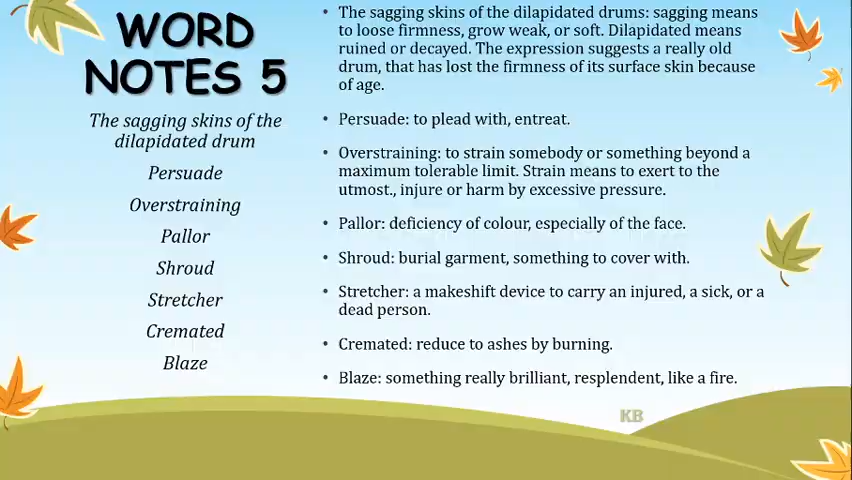 WORD
NOTES 5
The sagging skins of the
dilapidated drum
Persuade
Overstraining
Pallor
Shroud
Stretcher
Cremated
Blaze
• The sagging skins of the dilapidated drums: sagging means
to loose firmness, grow weak, or soft. Dilapidated means
ruined or decayed. The expression suggests a really old
drum, that has lost the firmness of its surface skin because
of age.
• Persuade: to plead with, entreat.
• Overstraining: to strain somebody or something beyond a
maximum tolerable limit. Strain means to exert to the
utmost., injure or harm by excessive pressure.
• Pallor: deficiency of colour, especially of the face.
• Shroud: burial garment, something to cover with.
• Stretcher: a makeshift device to carry an injured, a sick, or a
dead person.
• Cremated: reduce to ashes by burning.
• Blaze: something really brilliant, resplendent, like a fire.
KB